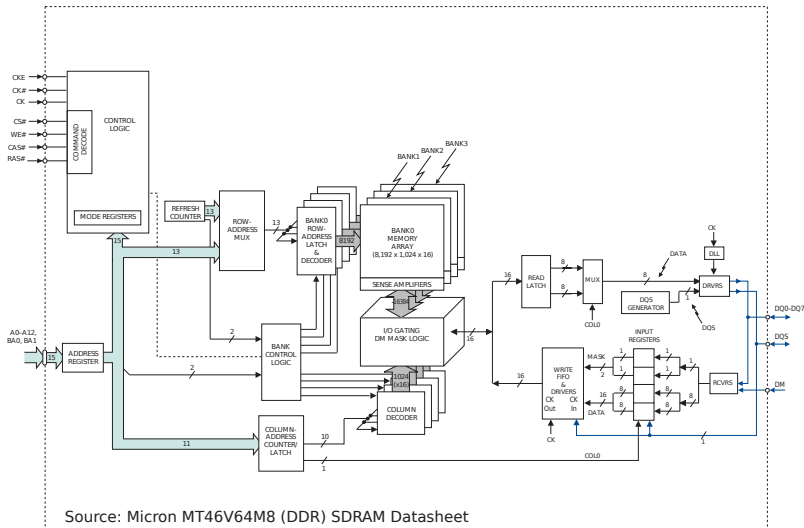 CKE
CK#
CK
CS#
WE#
CAS#
RAS#
CONTROL
LOGIC
COMMAND
DECODE
MODE REGISTERS
15
REFRESH
COUNTER
13
13
ROW-
ADDRESS
MUX
13
BANK0
ROW-
ADDRESS
LATCH
&
DECODER
8192
BANK1
BANK2
BANK3
BANK0
MEMORY
ARRAY
(8,192 x 1,024 x 16)
SENSE AMPLIFIERS
16384
I/O GATING
DM MASK LOGIC
16
1024
(x16)
COLUMN
DECODER
A0-A12,
BA0, BA1
15
ADDRESS
REGISTER
2
2
BANK
CONTROL
LOGIC
11
COLUMN-
ADDRESS
COUNTER/
LATCH
10
1
COL0
16
READ
LATCH
8
8
MUX
COL0
8
DATA
CK
DLL
DRVRS
DQS
GENERATOR
1
DQS
DQ0-DQ7
DQS
DM
16
WRITE
FIFO
&
DRIVERS
CK
Out
CK
In
CK
MASK
2
16
DATA
INPUT
REGISTERS
1
1
8
8
1
1
8
8
1
8
RCVRS
1
Source: Micron MT46V64M8 (DDR) SDRAM Datasheet